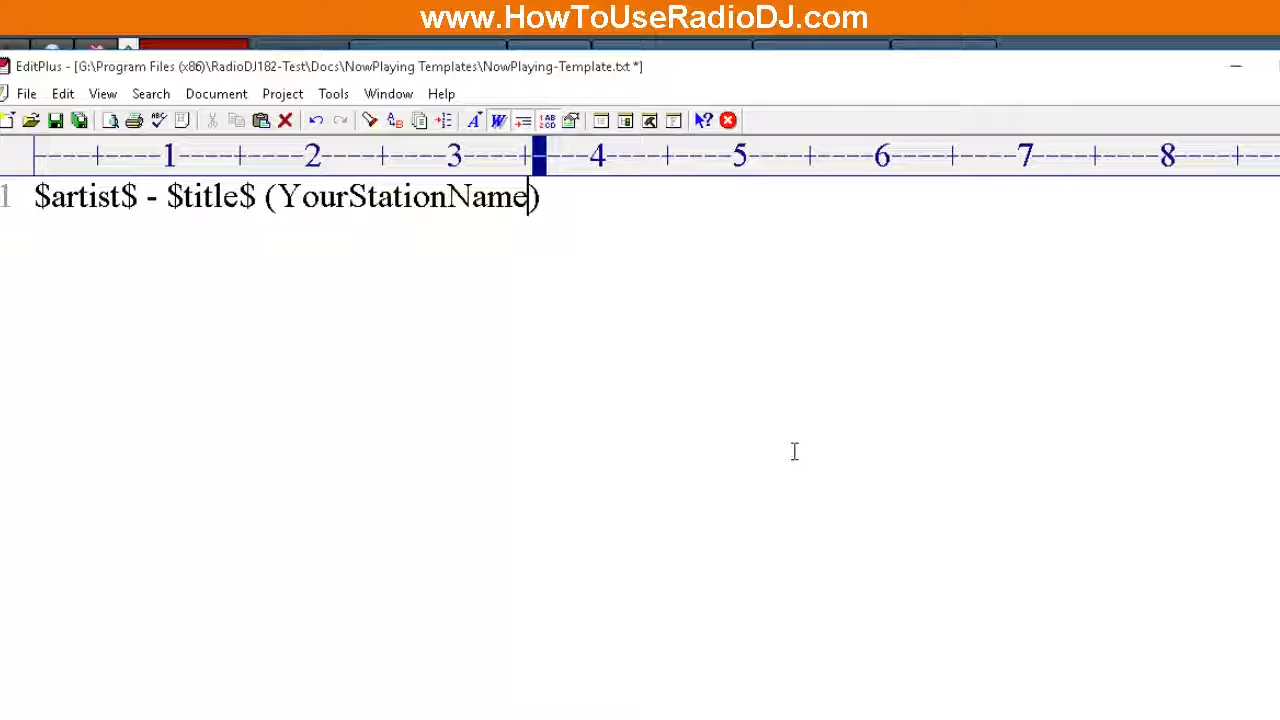 www.HowToUseRadioDJ.com
EditPlus - [G:\Program Files (x86)\RadioDJ182-Test\Docs\NowPlaying Templates\NowPlaying-Template.txt *]
File Edit View Search Document Project Tools Window Help
----+----1----+----2----+----3----+----4----+----5----+----6----+----7----+----8----+---
1 $artist$ - $title$ (YourStationName)